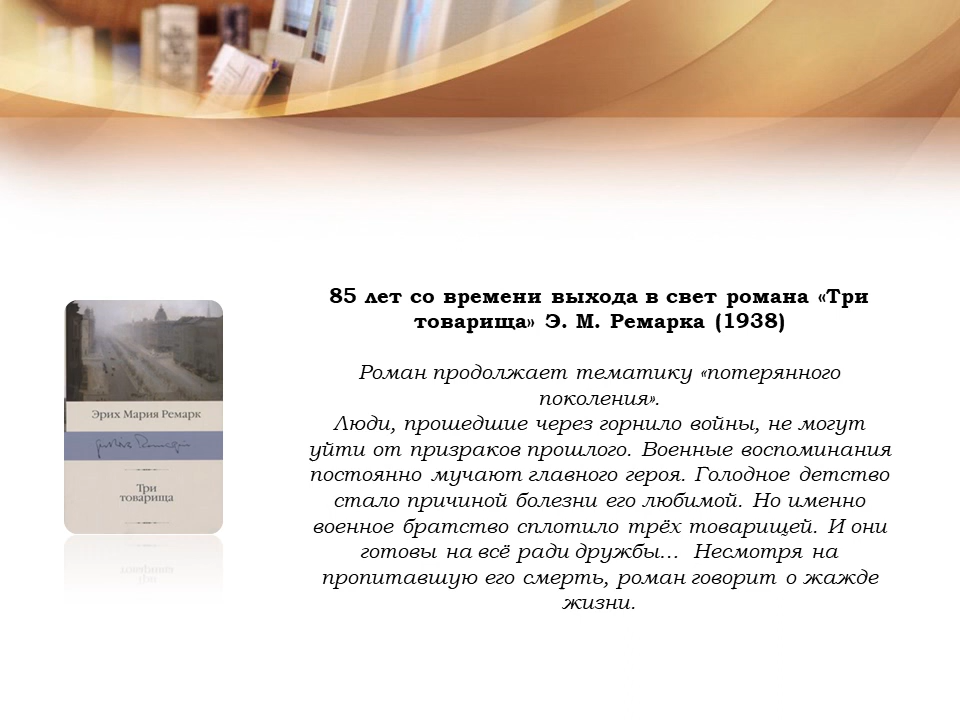 85 лет со времени выхода в свет романа «Три
товарища» Э. М. Ремарка (1938)
Роман продолжает тематику «потерянного
поколения».
Люди, прошедшие через горнило войны, не могут
уйти от призраков прошлого. Военные воспоминания
постоянно мучают главного героя. Голодное детство
стало причиной болезни его любимой. Но именно
военное братство сплотило трёх товарищей. И они
готовы на всё ради дружбы... Несмотря на
пропитавшую его смерть, роман говорит о жажде
жизни.
Эрих Мария Ремарк
Три
товарища